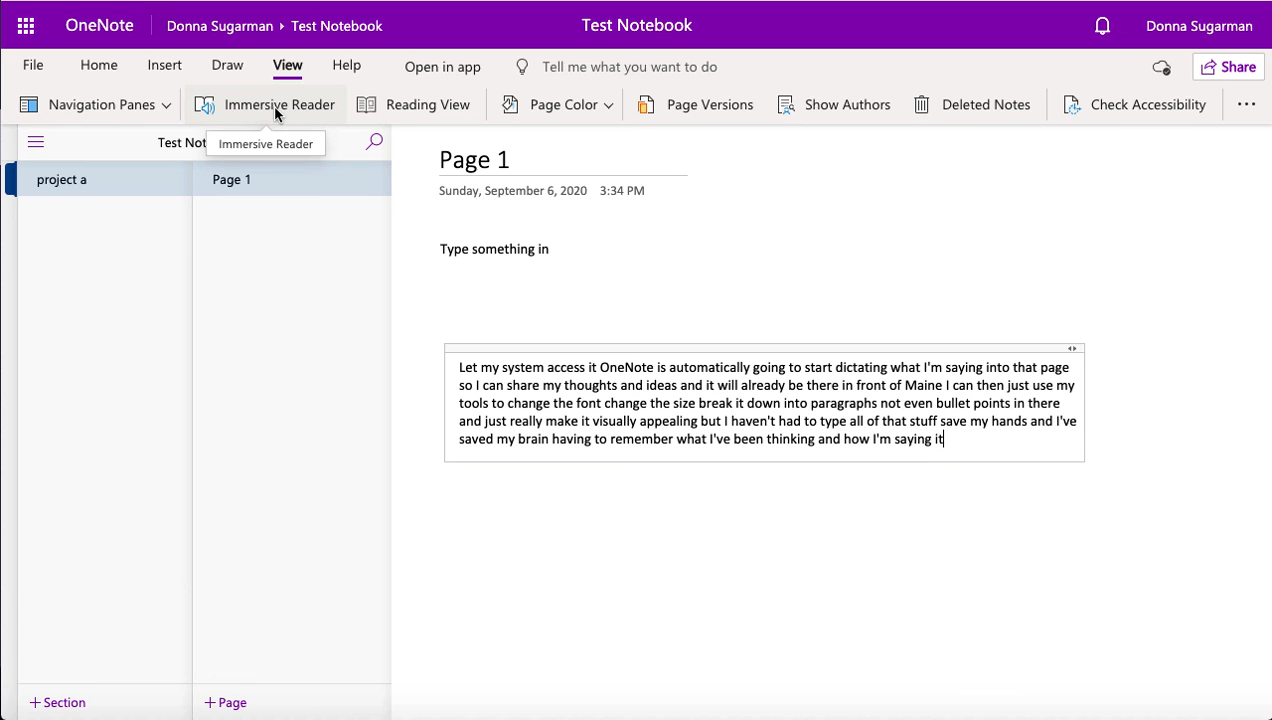 OneNote Donna Sugarman › Test Notebook Test Notebook Donna Sugarman
File Home Insert Draw View Help Open in app Tell me what you want to do Share
Navigation Panes Immersive Reader Reading View Page Color Page Versions Show Authors Deleted Notes Check Accessibility ...
Test Not
Immersive Reader
project a
Page 1
Page 1
Sunday, September 6, 2020 3:34 PM
Type something in
Let my system access it OneNote is automatically going to start dictating what I'm saying into that page
so I can share my thoughts and ideas and it will already be there in front of Maine I can then just use my
tools to change the font change the size break it down into paragraphs not even bullet points in there
and just really make it visually appealing but I haven't had to type all of that stuff save my hands and I've
saved my brain having to remember what I've been thinking and how I'm saying it
+ Section
+ Page